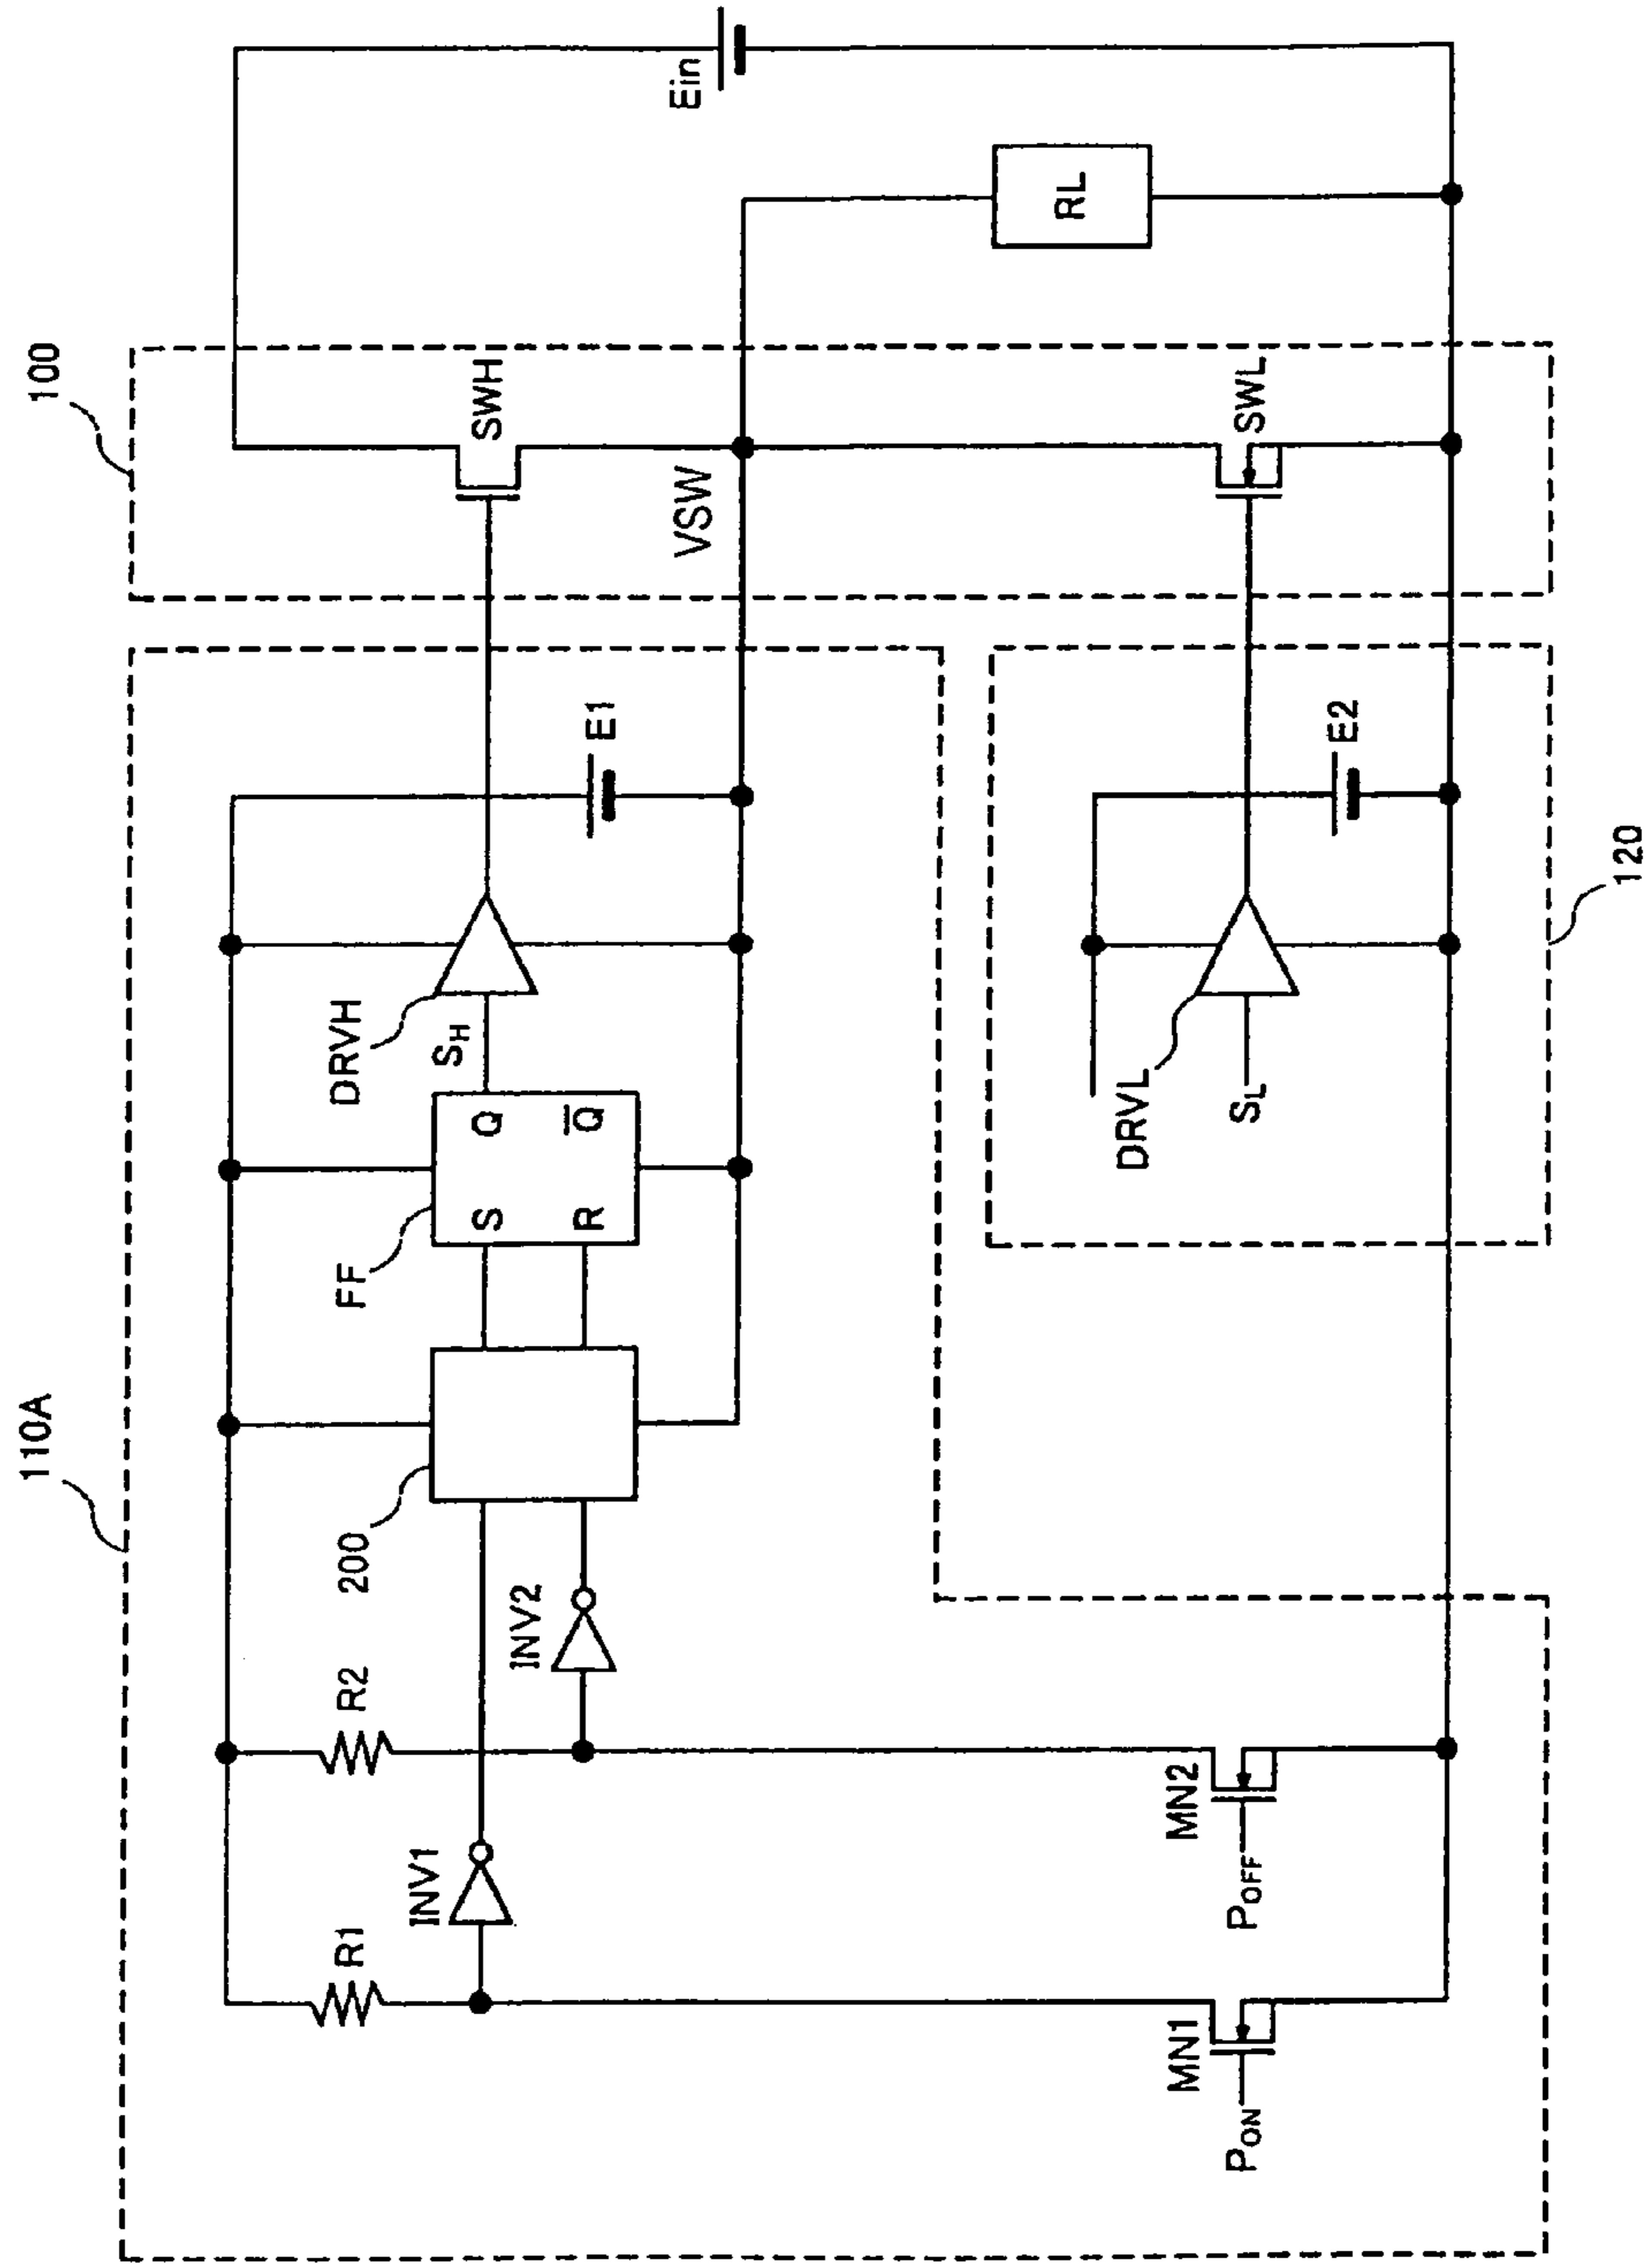 110A
100
R1
R2
200
FF
DRVH
SH
E1
SWH
Ein
INV1
INV2
S
Q
R
Q̅
VSW
RL
MN1
MN2
PON
POFF
DRVL
SL
E2
SWL
120